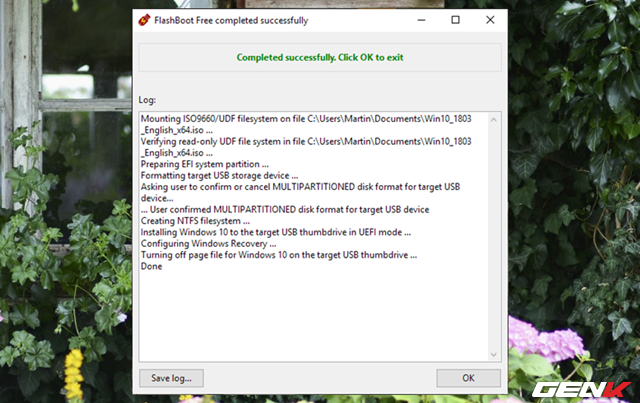 FlashBoot Free completed successfully
Completed successfully. Click OK to exit
Log:
Mounting ISO9660/UDF filesystem on file C:\Users\Martin\Documents\Win10_1803
_English_x64.iso ...
Verifying read-only UDF file system in file C:\Users\Martin\Documents\Win10_1803
_English_x64.iso ...
Preparing EFI system partition ...
Formatting target USB storage device ...
Asking user to confirm or cancel MULTIPARTITIONED disk format for target USB
device...
... User confirmed MULTIPARTITIONED disk format for target USB device
Creating NTFS filesystem ...
Installing Windows 10 to the target USB thumbdrive in UEFI mode ...
Configuring Windows Recovery ...
Turning off page file for Windows 10 on the target USB thumbdrive ...
Done
Save log...
OK
GENK